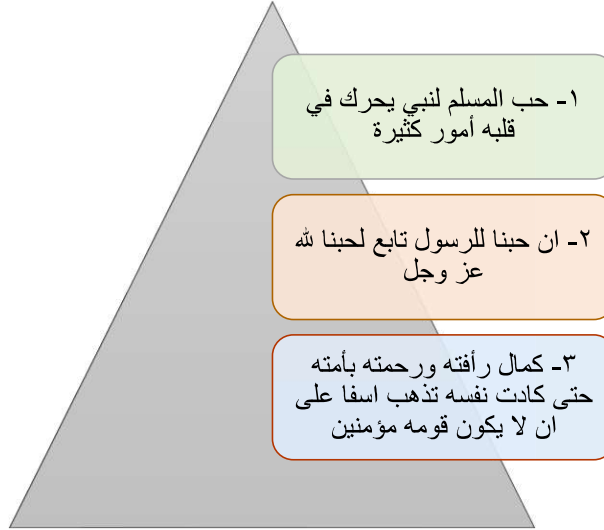 ١- حب المسلم لنبي يحرك في
قلبه أمور كثيرة
٢- ان حبنا للرسول تابع لحبنا لله
عز وجل
٣- كمال رأفته ورحمته بأمته
حتى كادت نفسه تذهب اسفا على
ان لا يكون قومه مؤمنين